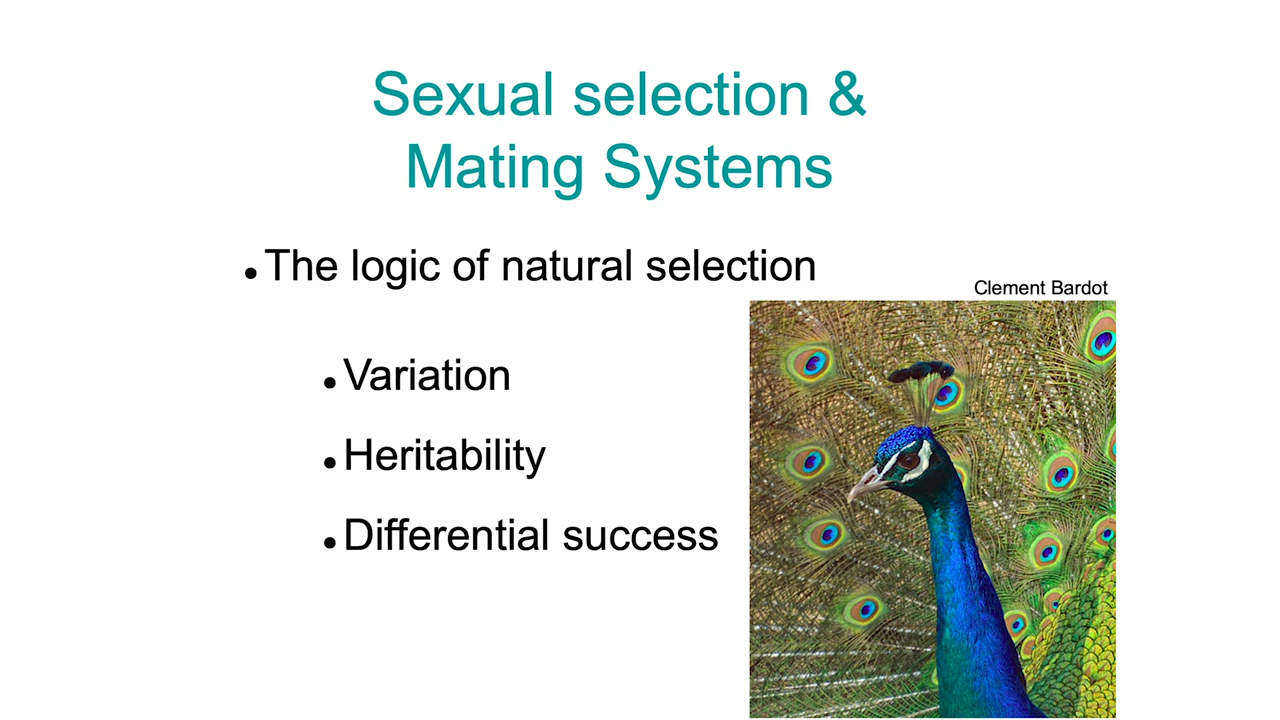 Sexual selection &
Mating Systems
• The logic of natural selection
Clement Bardot
• Variation
• Heritability
• Differential success